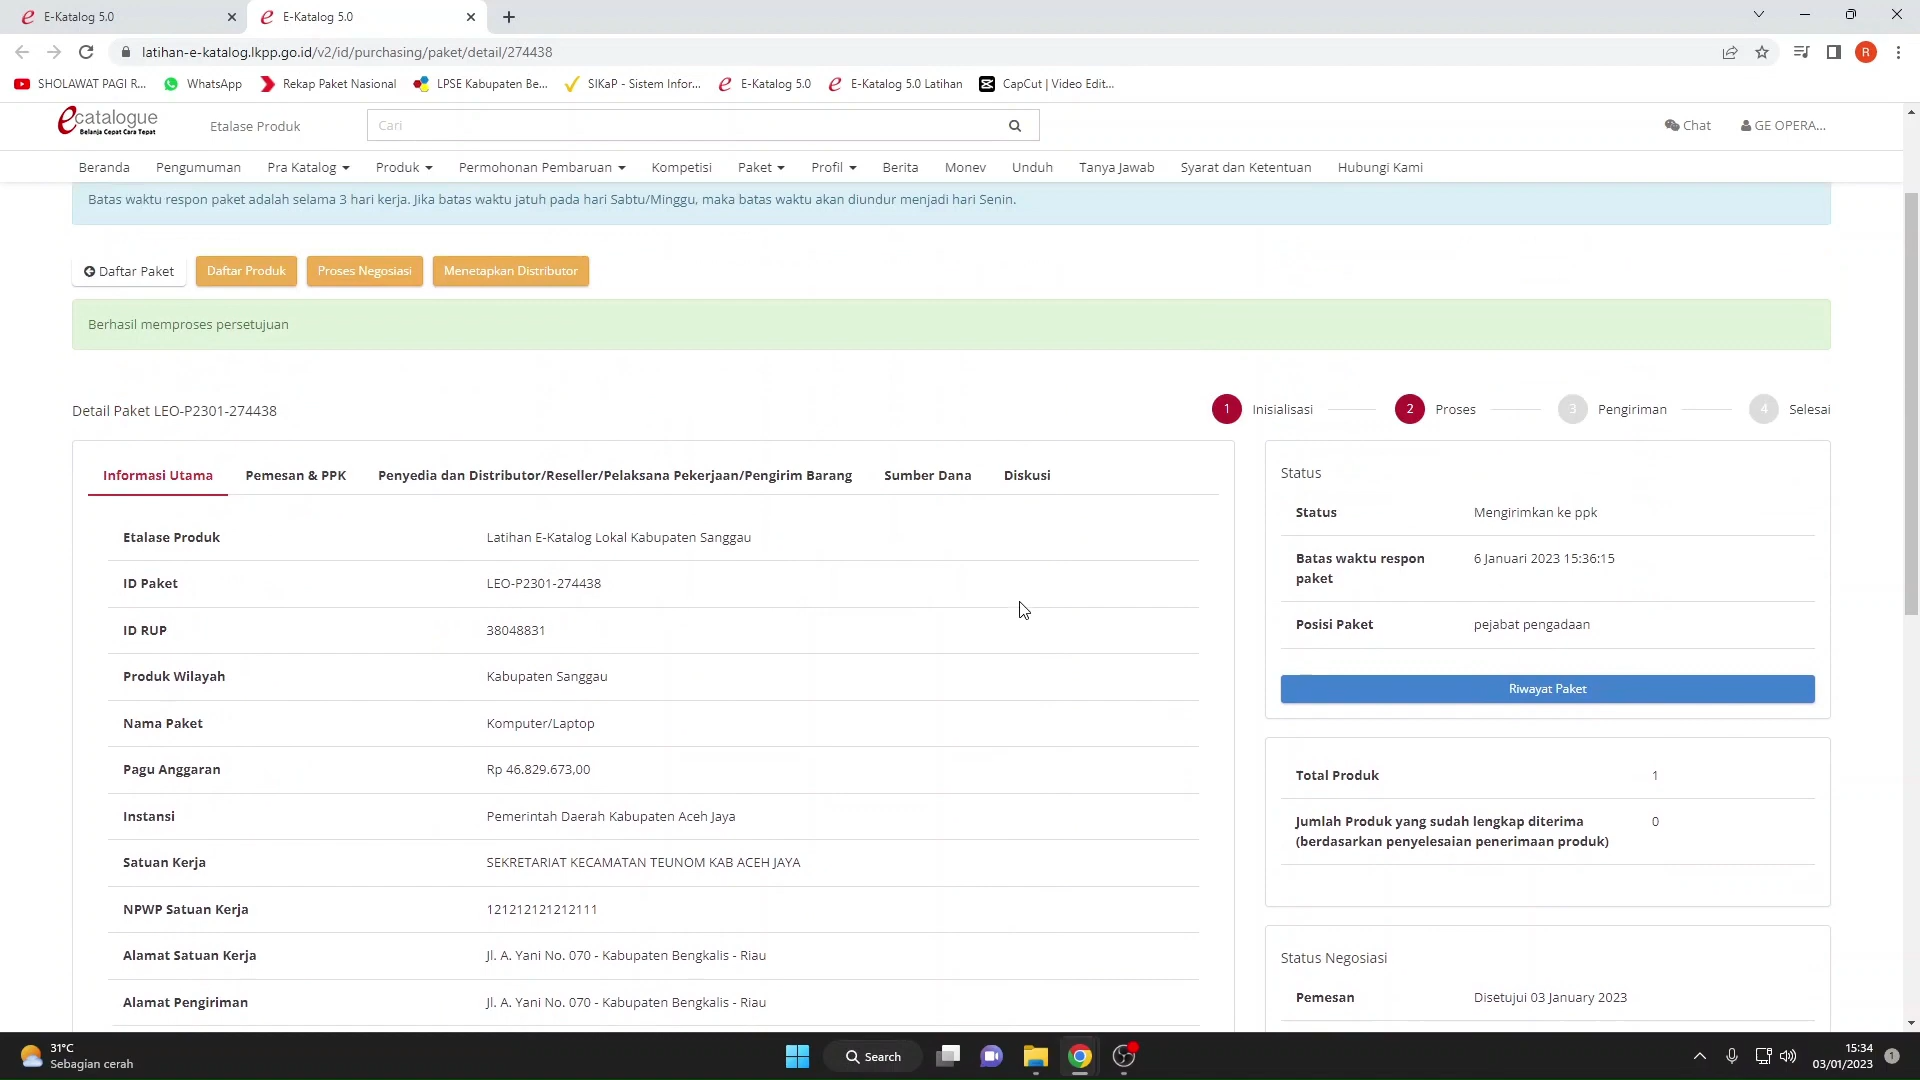 E-Katalog 5.0
E-Katalog 5.0
latihan-e-katalog.lkpp.go.id/v2/id/purchasing/paket/detail/274438
R
SHOLAWAT PAGI R...
WhatsApp
Rekap Paket Nasional
LPSE Kabupaten Be...
SIKaP - Sistem Infor...
E-Katalog 5.0
E-Katalog 5.0 Latihan
CapCut | Video Edit...
ecatalogue
Belanja Cepat Cara Tepat
Etalase Produk
Cari
Chat
GE OPERA...
Beranda
Pengumuman
Pra Katalog
Produk
Permohonan Pembaruan
Kompetisi
Paket
Profil
Berita
Monev
Unduh
Tanya Jawab
Syarat dan Ketentuan
Hubungi Kami
Batas waktu respon paket adalah selama 3 hari kerja. Jika batas waktu jatuh pada hari Sabtu/Minggu, maka batas waktu akan diundur menjadi hari Senin.
Daftar Paket
Daftar Produk
Proses Negosiasi
Menetapkan Distributor
Berhasil memproses persetujuan
Detail Paket LEO-P2301-274438
1 Inisialisasi
2 Proses
3 Pengiriman
4 Selesai
Informasi Utama
Pemesan & PPK
Penyedia dan Distributor/Reseller/Pelaksana Pekerjaan/Pengirim Barang
Sumber Dana
Diskusi
Etalase Produk Latihan E-Katalog Lokal Kabupaten Sanggau
ID Paket LEO-P2301-274438
ID RUP 38048831
Produk Wilayah Kabupaten Sanggau
Nama Paket Komputer/Laptop
Pagu Anggaran Rp 46.829.673,00
Instansi Pemerintah Daerah Kabupaten Aceh Jaya
Satuan Kerja SEKRETARIAT KECAMATAN TEUNOM KAB ACEH JAYA
NPWP Satuan Kerja 121212121212111
Alamat Satuan Kerja Jl. A. Yani No. 070 - Kabupaten Bengkalis - Riau
Alamat Pengiriman Jl. A. Yani No. 070 - Kabupaten Bengkalis - Riau
Status
Status Mengirimkan ke ppk
Batas waktu respon 6 Januari 2023 15:36:15
paket
Posisi Paket pejabat pengadaan
Riwayat Paket
Total Produk 1
Jumlah Produk yang sudah lengkap diterima 0
(berdasarkan penyelesaian penerimaan produk)
Status Negosiasi
Pemesan Disetujui 03 January 2023
31°C
Sebagian cerah
Search
15:34
03/01/2023
1